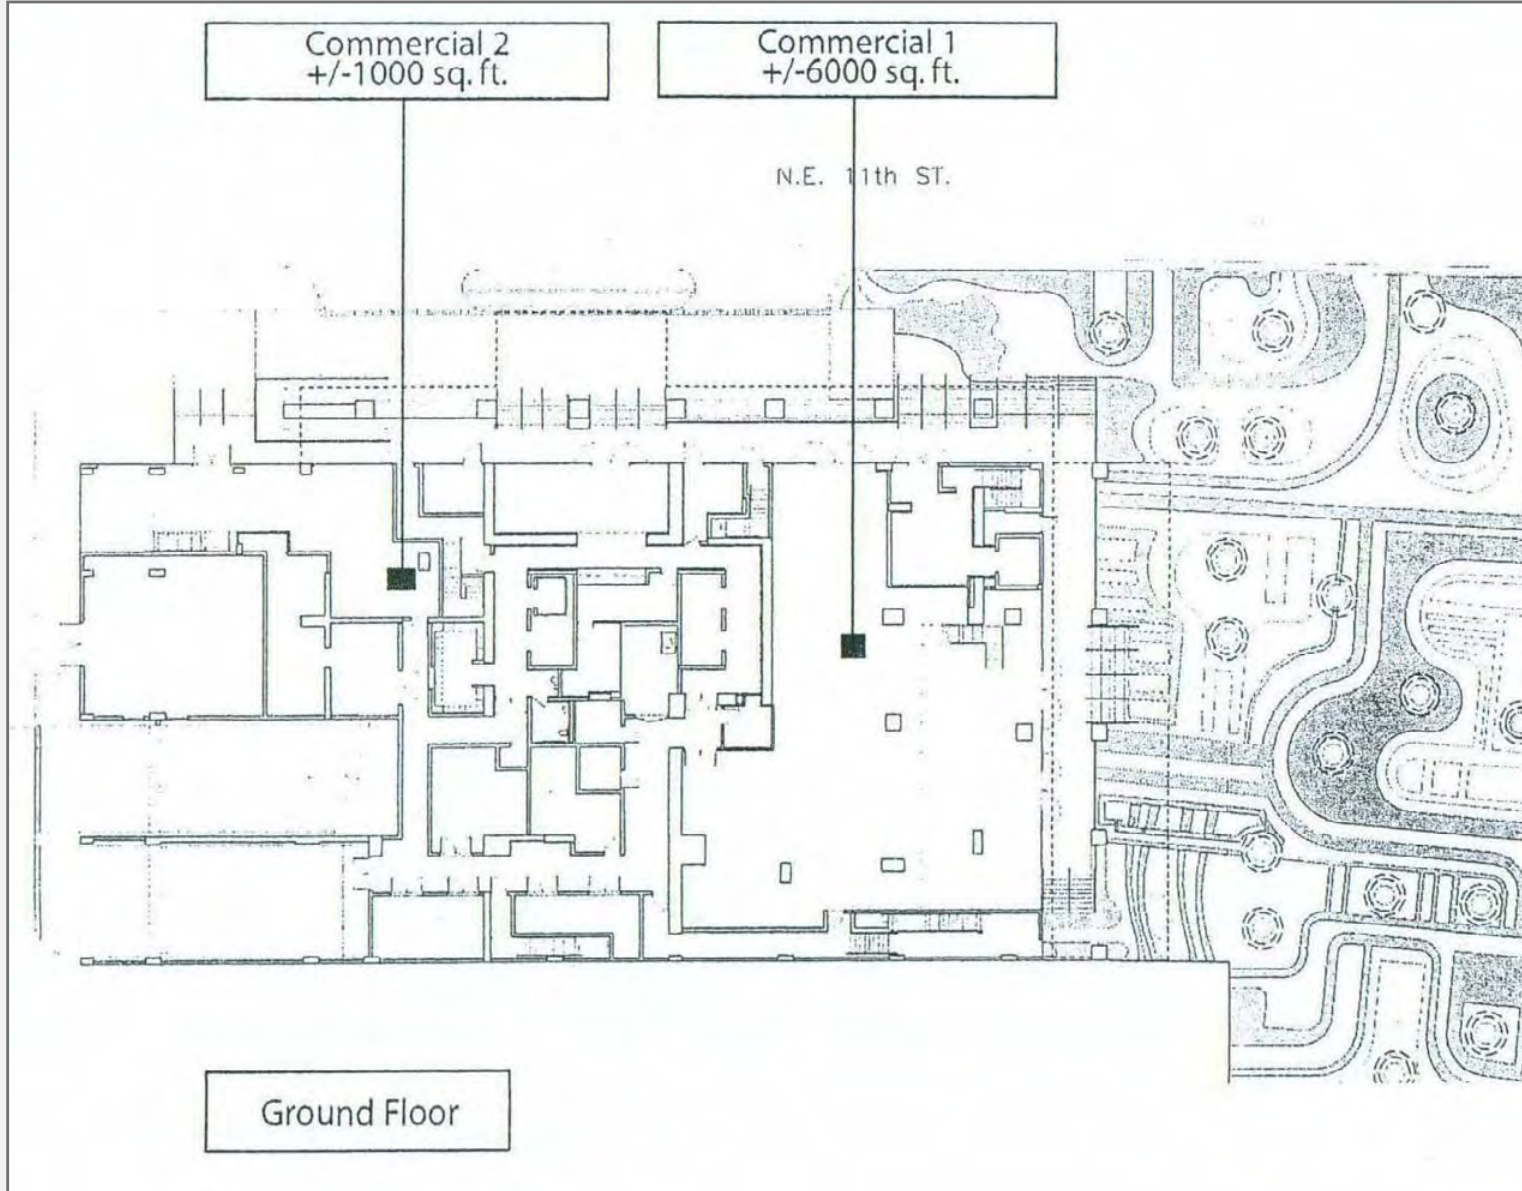 Commercial 2
+/-1000 sq. ft.
Commercial 1
+/-6000 sq. ft.
N.E. 11th ST.
Ground Floor